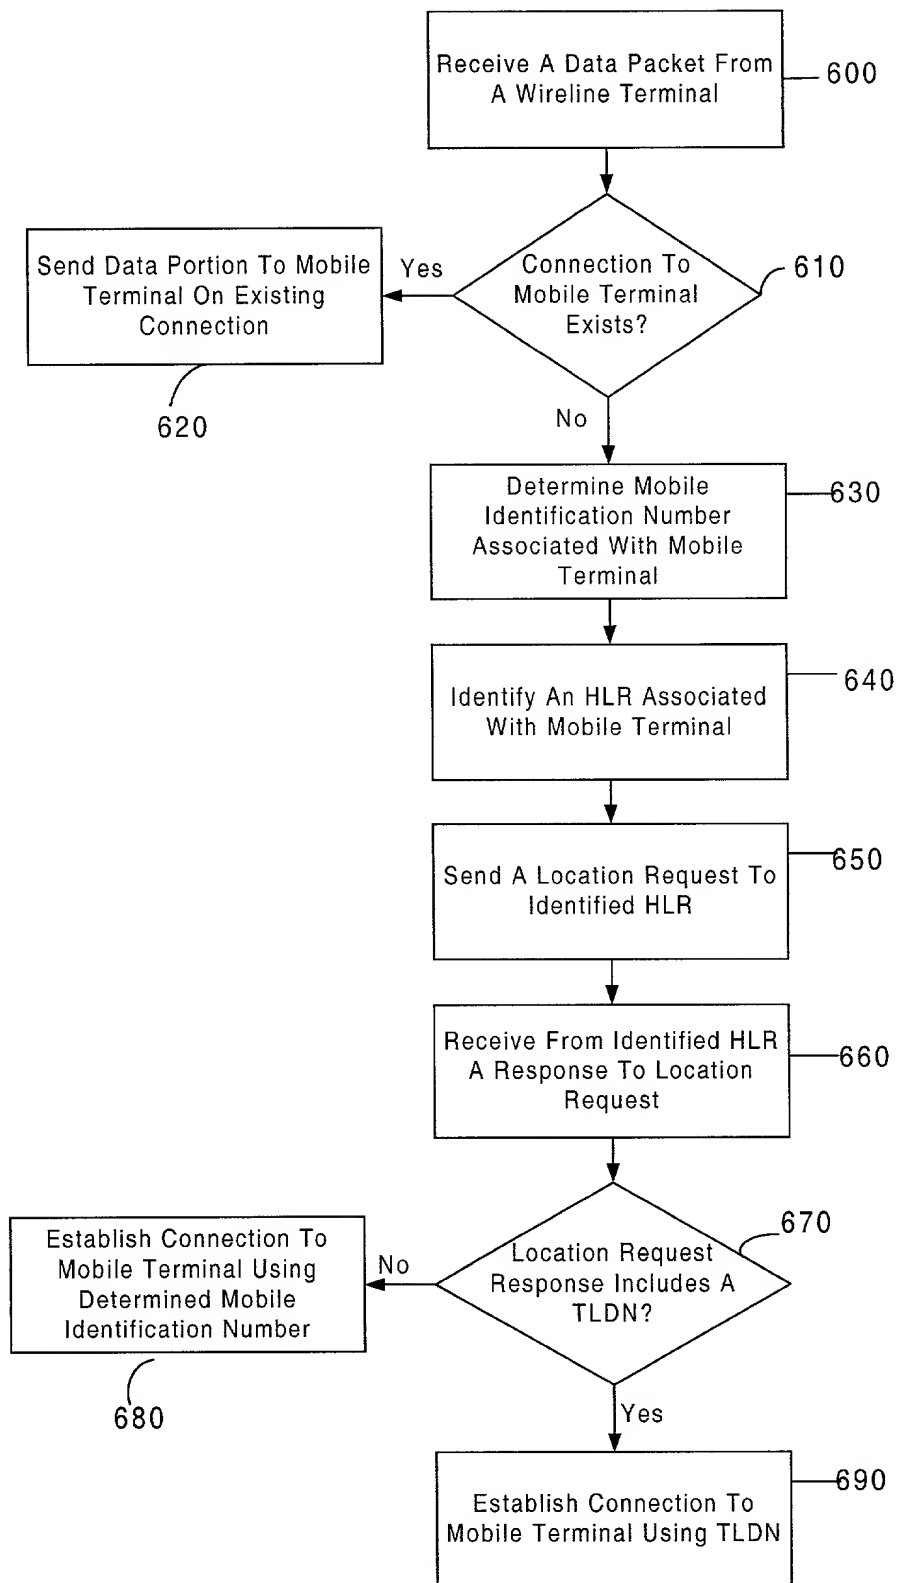 Receive A Data Packet From
A Wireline Terminal
600
Connection To
Mobile Terminal
Exists?
610
Yes
Send Data Portion To Mobile
Terminal On Existing
Connection
620
No
Determine Mobile
Identification Number
Associated With Mobile
Terminal
630
Identify An HLR Associated
With Mobile Terminal
640
Send A Location Request To
Identified HLR
650
Receive From Identified HLR
A Response To Location
Request
660
Location Request
Response Includes A
TLDN?
670
No
Establish Connection To
Mobile Terminal Using
Determined Mobile
Identification Number
680
Yes
Establish Connection To
Mobile Terminal Using TLDN
690